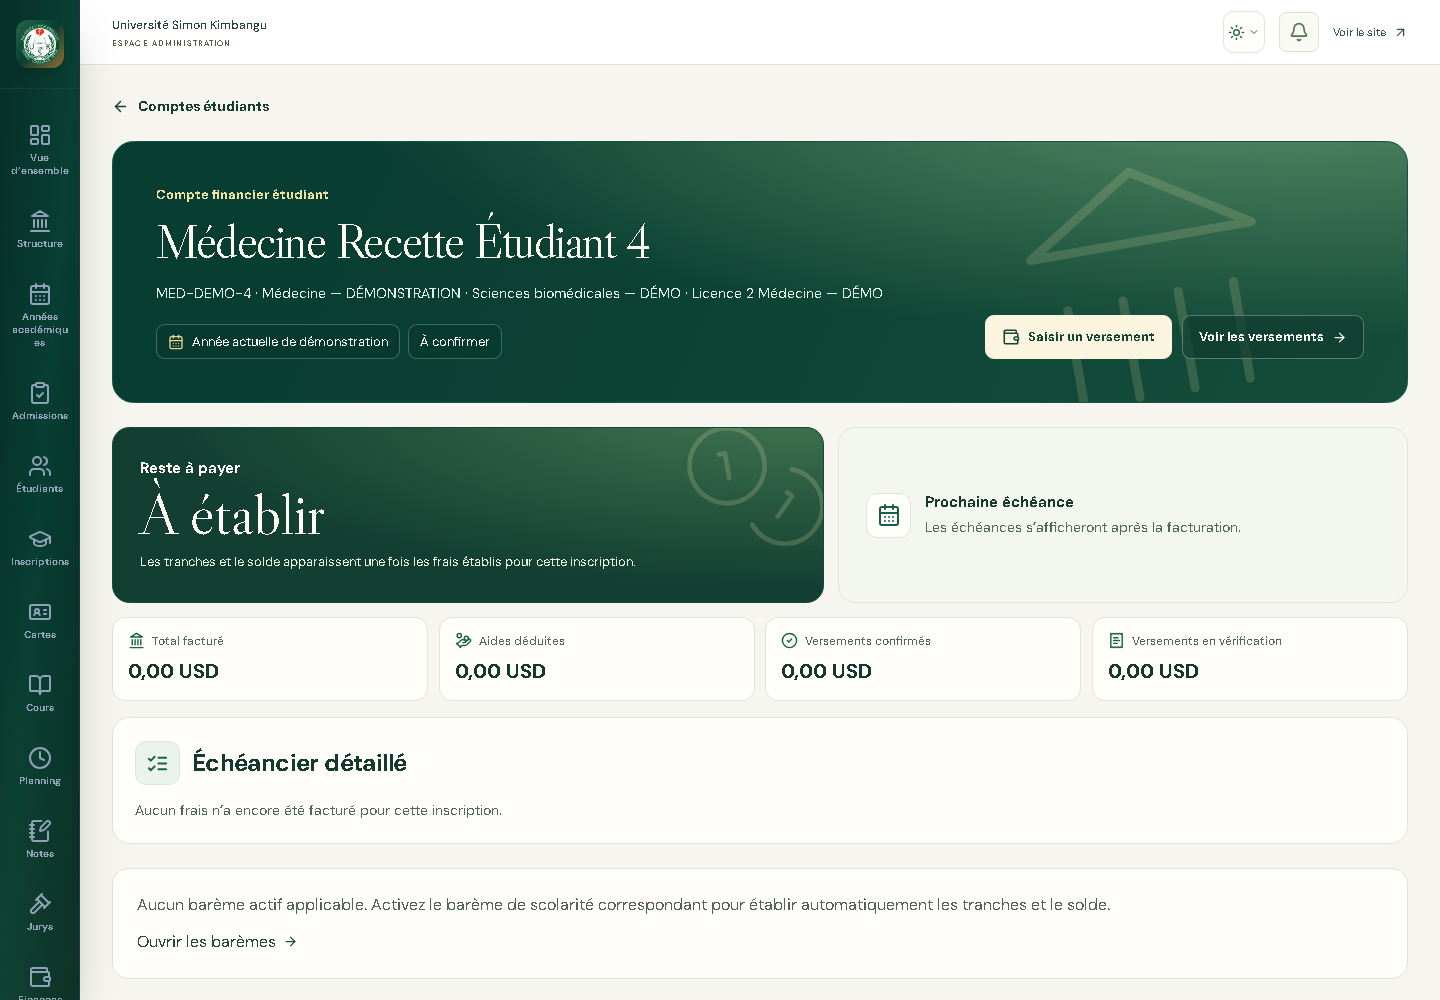 Université Simon Kimbangu
ESPACE ADMINISTRATION
Voir le site
Vue
d'ensemble
Structure
Années
académiqu
es
Admissions
Étudiants
Inscriptions
Cartes
Cours
Planning
Notes
Jurys
Finances
Comptes étudiants
Compte financier étudiant
Médecine Recette Étudiant 4
MED-DEMO-4 · Médecine — DÉMONSTRATION · Sciences biomédicales — DÉMO · Licence 2 Médecine — DÉMO
Année actuelle de démonstration
À confirmer
Saisir un versement
Voir les versements
Reste à payer
À établir
Les tranches et le solde apparaissent une fois les frais établis pour cette inscription.
Prochaine échéance
Les échéances s’afficheront après la facturation.
Total facturé
0,00 USD
Aides déduites
0,00 USD
Versements confirmés
0,00 USD
Versements en vérification
0,00 USD
Échéancier détaillé
Aucun frais n’a encore été facturé pour cette inscription.
Aucun barème actif applicable. Activez le barème de scolarité correspondant pour établir automatiquement les tranches et le solde.
Ouvrir les barèmes